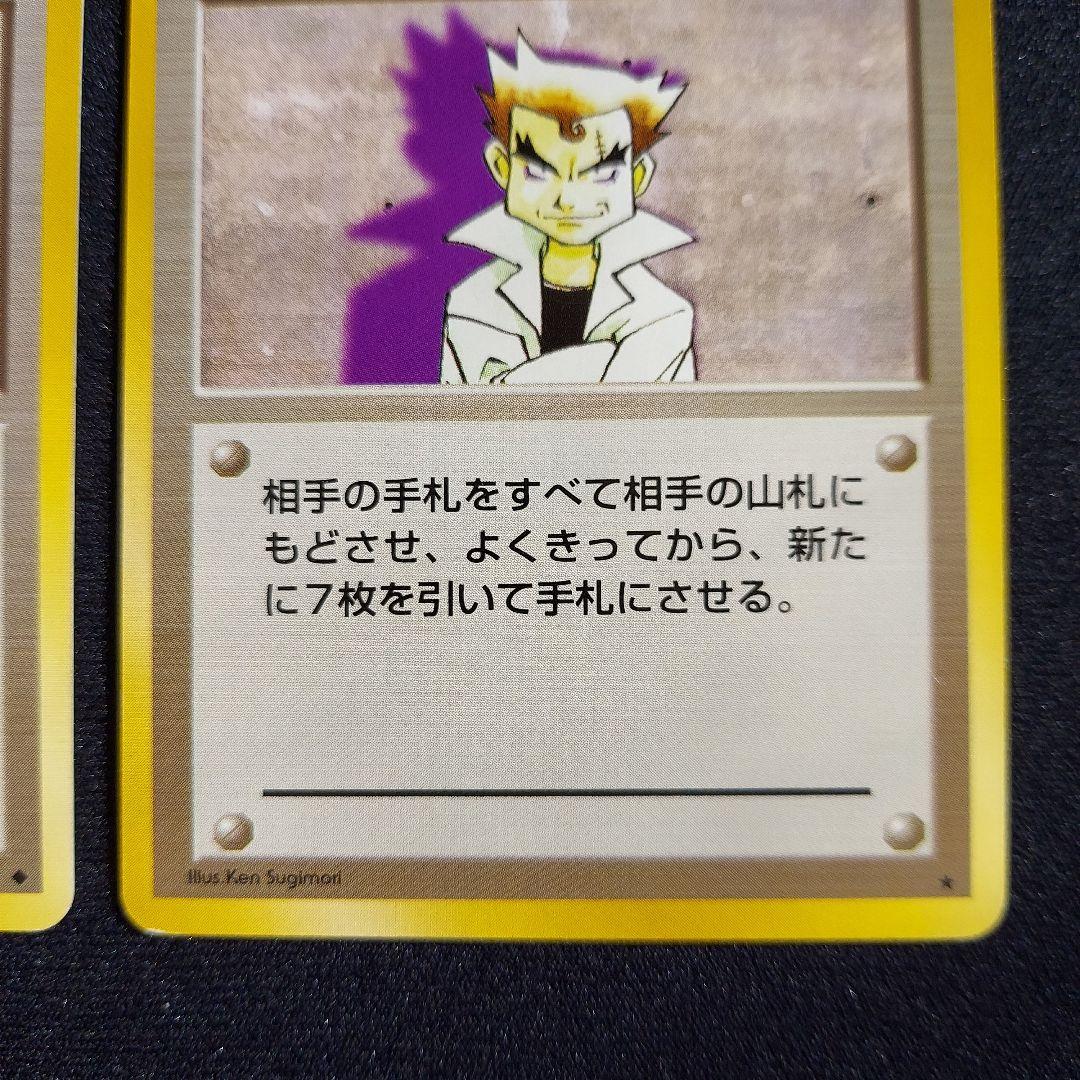 相手の手札をすべて相手の山札に
もどさせ、よくきってから、新た
に７枚を引いて手札にさせる。
Illus. Ken Sugimori